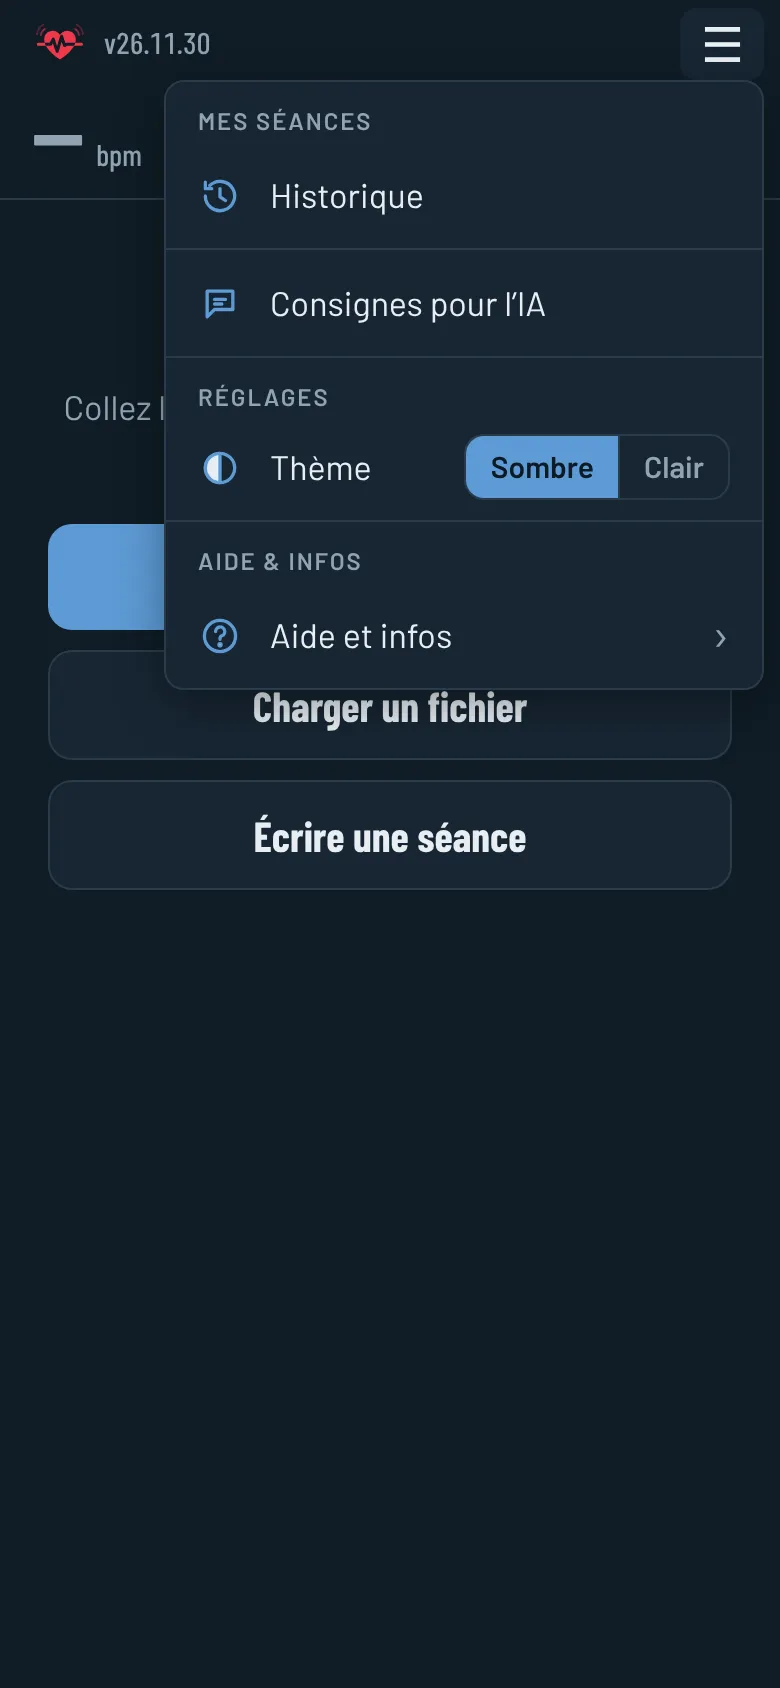 v26.11.30
bpm
MES SÉANCES
Historique
Consignes pour l’IA
RÉGLAGES
Collez
Thème
Sombre
Clair
AIDE & INFOS
Aide et infos
Charger un fichier
Écrire une séance